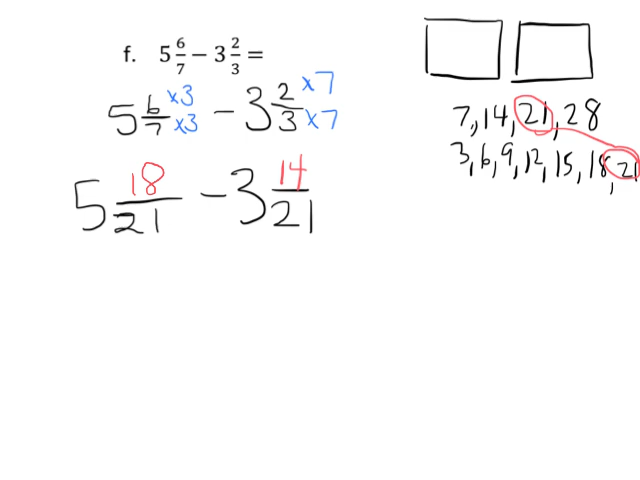 f. 5 6/7 − 3 2/3 =
5 6/7 ×3 ×3 − 3 2/3 ×7 ×7
5 18/21 − 3 14/21
7, 14, 21, 28
3, 6, 9, 12, 15, 18, 21